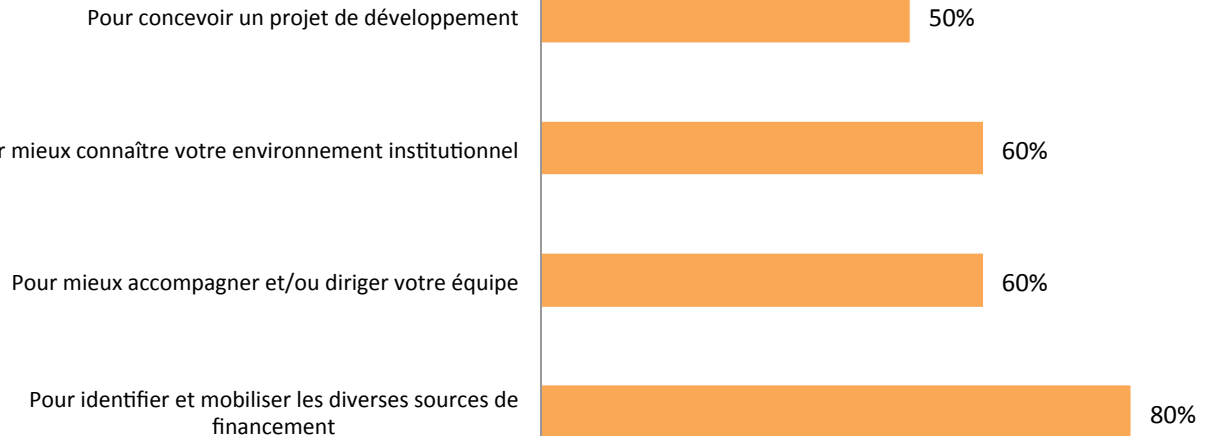 Pour concevoir un projet de développement
50%
r mieux connaître votre environnement institutionnel
60%
Pour mieux accompagner et/ou diriger votre équipe
60%
Pour identifier et mobiliser les diverses sources de
financement
80%